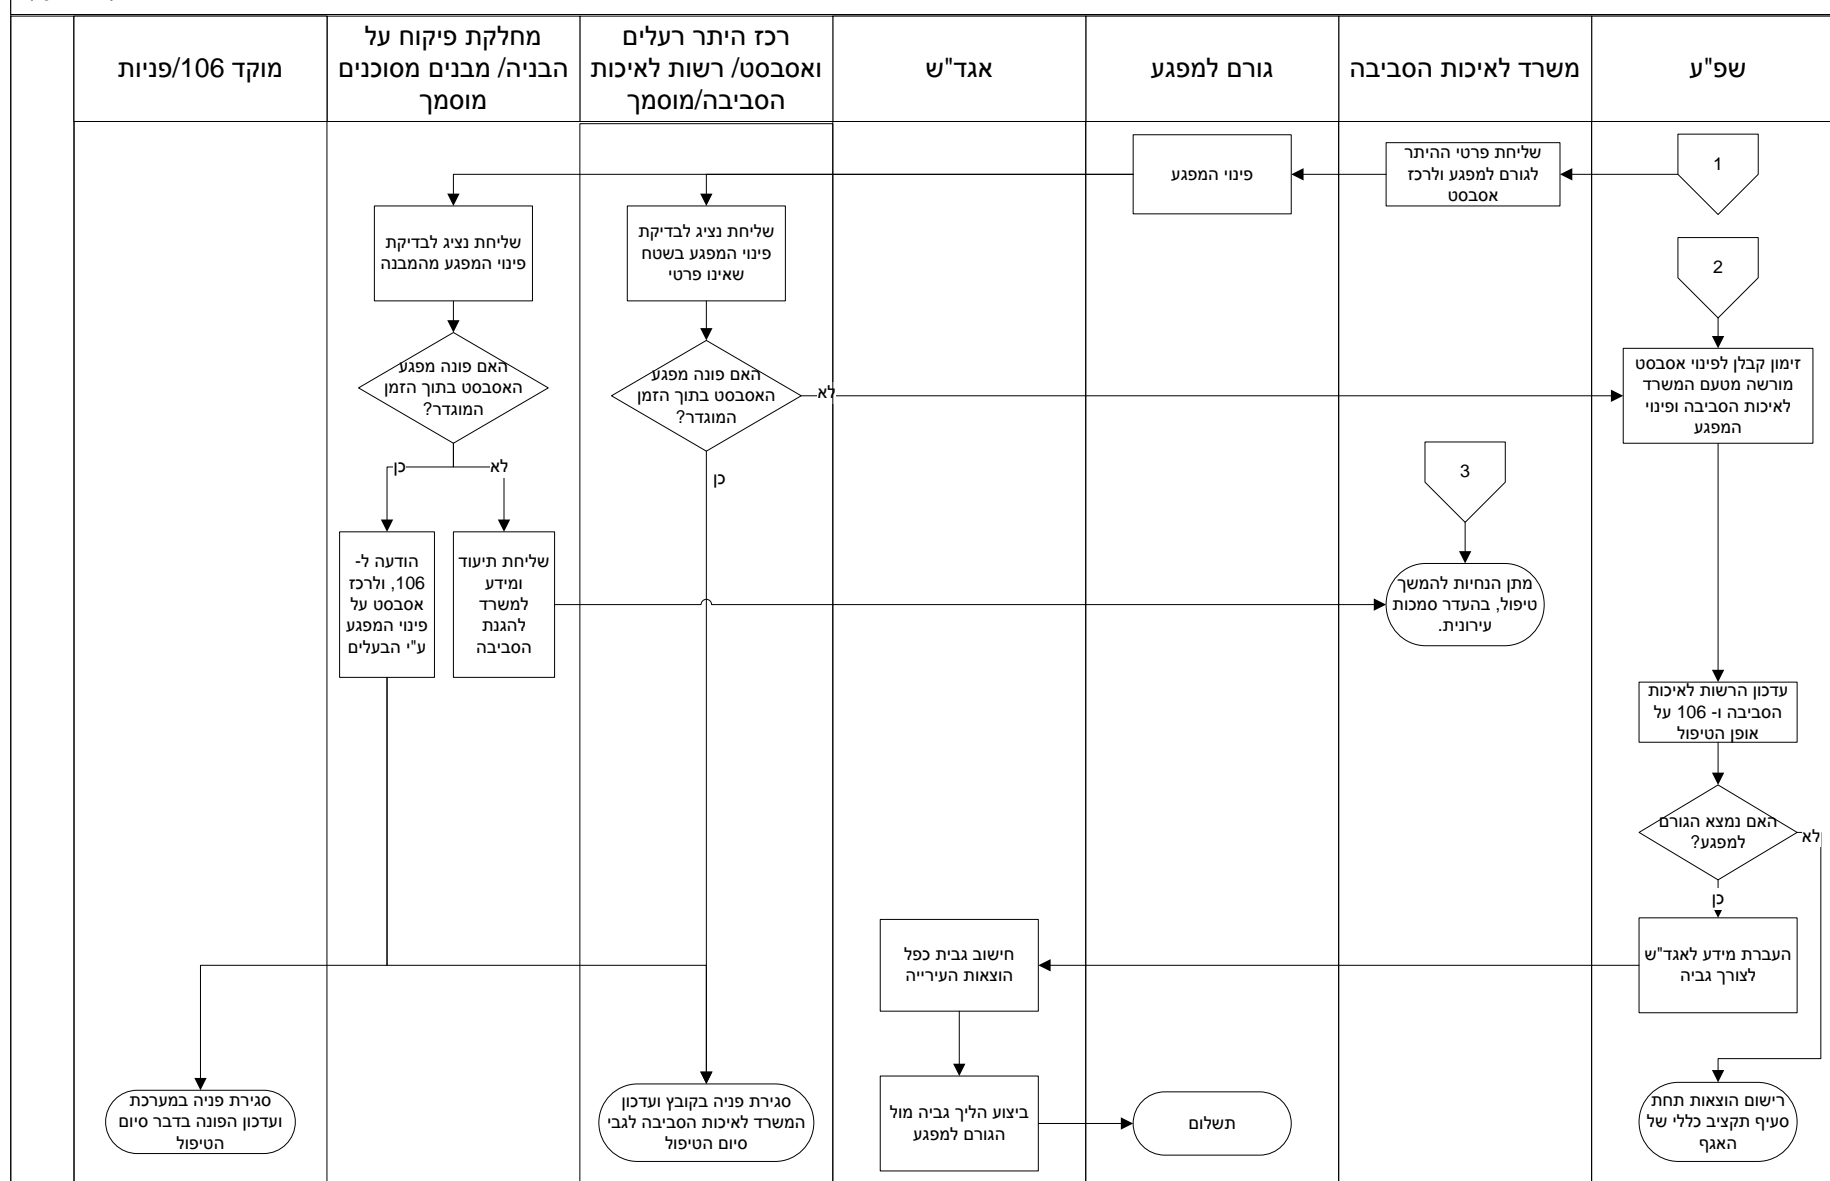 שפ"ע
משרד לאיכות הסביבה
גורם למפגע
אגד"ש
רכז היתר רעלים
ואסבסט/ רשות לאיכות
הסביבה/מוסמך
מחלקת פיקוח על
הבניה/ מבנים מסוכנים
מוסמך
מוקד 106/פניות
1
שליחת פרטי ההיתר
לגורם למפגע ולרכז
אסבסט
פינוי המפגע
שליחת נציג לבדיקת
פינוי המפגע בשטח
שאינו פרטי
שליחת נציג לבדיקת
פינוי המפגע מהמבנה
2
זימון קבלן לפינוי אסבסט
מורשה מטעם המשרד
לאיכות הסביבה ופינוי
המפגע
האם פונה מפגע
האסבסט בתוך הזמן
המוגדר?
לא
כן
האם פונה מפגע
האסבסט בתוך הזמן
המוגדר?
לא
כן
3
מתן הנחיות להמשך
טיפול, בהעדר סמכות
עירונית.
שליחת תיעוד
ומידע
למשרד
להגנת
הסביבה
הודעה ל-
106, ולרכז
אסבסט על
פינוי המפגע
ע"י הבעלים
עדכון הרשות לאיכות
הסביבה ו- 106 על
אופן הטיפול
האם נמצא הגורם
למפגע?
לא
כן
העברת מידע לאגד"ש
לצורך גביה
חישוב גבית כפל
הוצאות העירייה
רישום הוצאות תחת
סעיף תקציב כללי של
האגף
תשלום
ביצוע הליך גביה מול
הגורם למפגע
סגירת פניה בקובץ ועדכון
המשרד לאיכות הסביבה לגבי
סיום הטיפול
סגירת פניה במערכת
ועדכון הפונה בדבר סיום
הטיפול